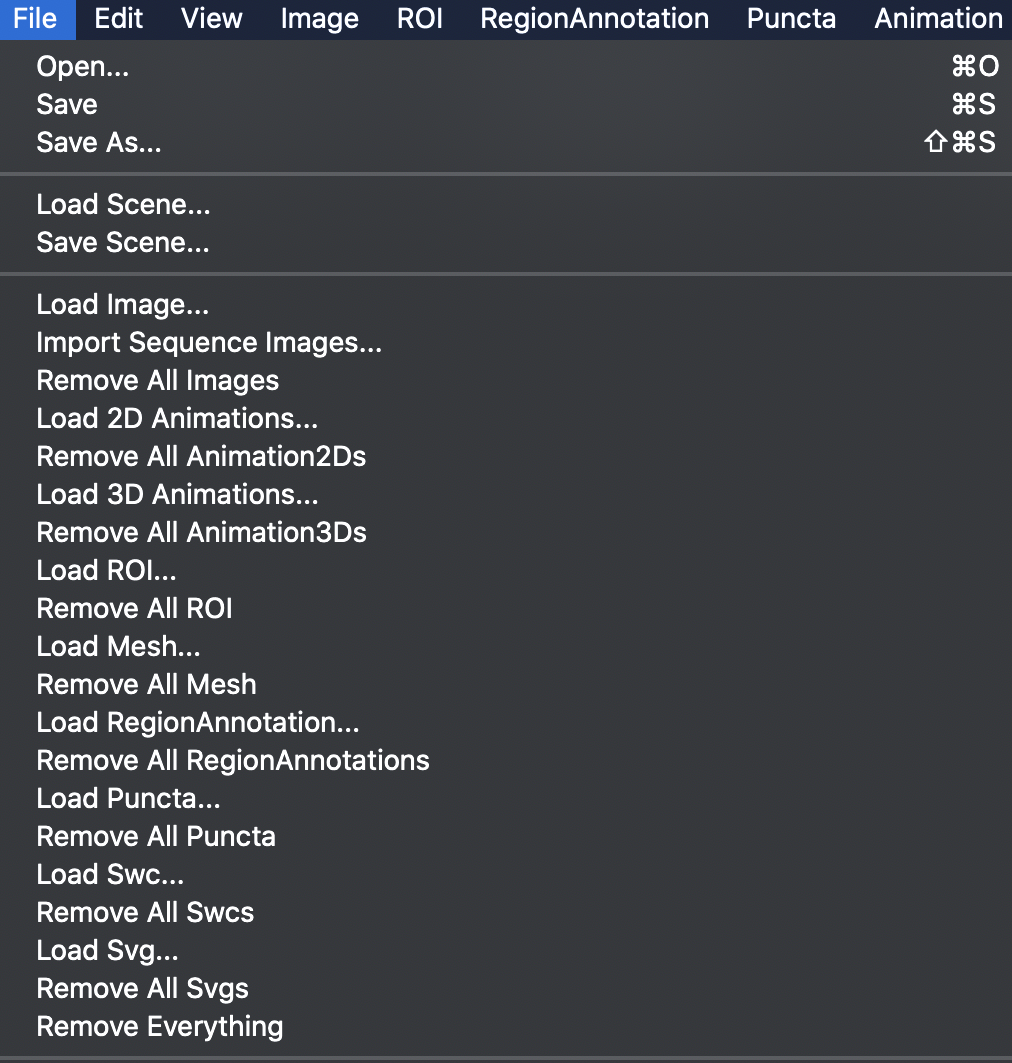 File Edit View Image ROI RegionAnnotation Puncta Animation
Open... ⌘O
Save ⌘S
Save As... ⇧⌘S
Load Scene...
Save Scene...
Load Image...
Import Sequence Images...
Remove All Images
Load 2D Animations...
Remove All Animation2Ds
Load 3D Animations...
Remove All Animation3Ds
Load ROI...
Remove All ROI
Load Mesh...
Remove All Mesh
Load RegionAnnotation...
Remove All RegionAnnotations
Load Puncta...
Remove All Puncta
Load Swc...
Remove All Swcs
Load Svg...
Remove All Svgs
Remove Everything